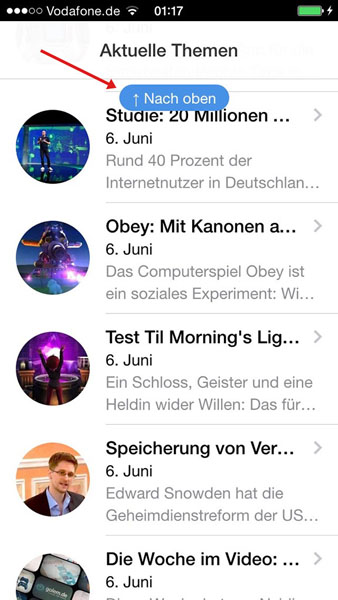 Vodafone.de 01:17
Aktuelle Themen
↑ Nach oben
Studie: 20 Millionen ...
6. Juni
Rund 40 Prozent der
Internetnutzer in Deutschlan...
Obey: Mit Kanonen a...
6. Juni
Das Computerspiel Obey ist
ein soziales Experiment: Wi...
Test Til Morning's Lig...
6. Juni
Ein Schloss, Geister und eine
Heldin wider Willen: Das für...
Speicherung von Ver...
6. Juni
Edward Snowden hat die
Geheimdienstreform der US...
Die Woche im Video: ...
6. Juni
golem.de